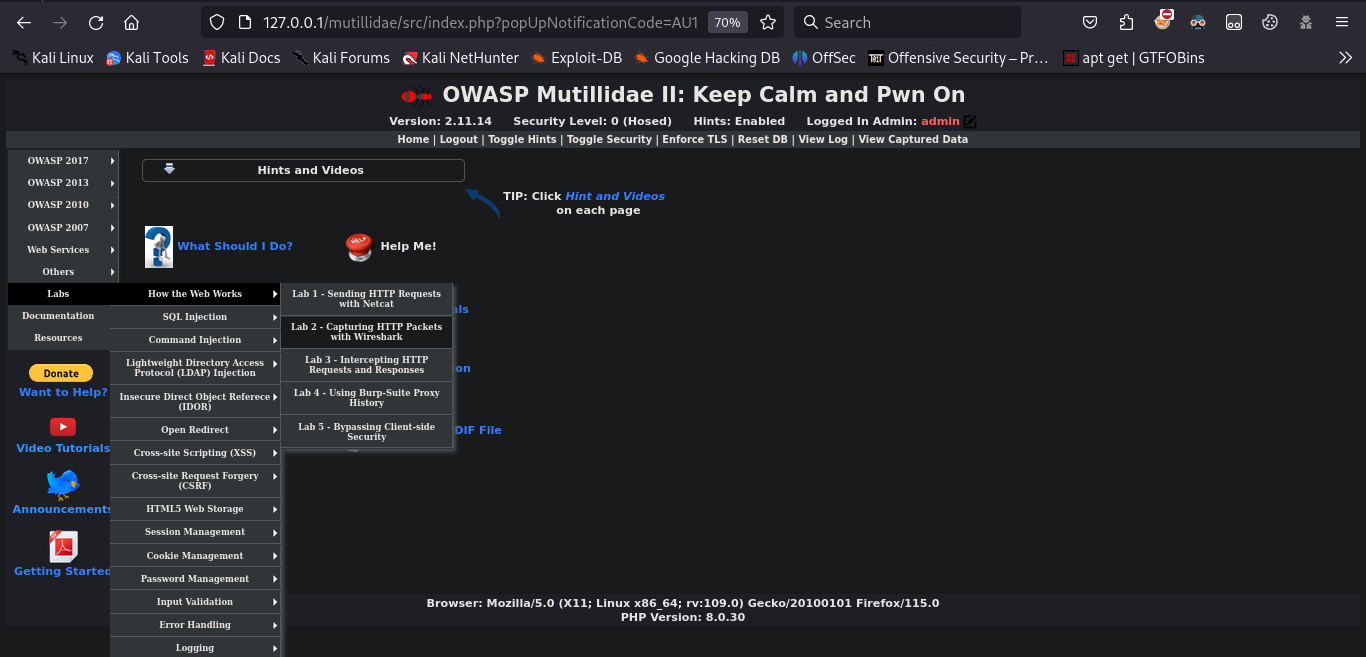 127.0.0.1/mutillidae/src/index.php?popUpNotificationCode=AU1
70%
Search
Kali Linux
Kali Tools
Kali Docs
Kali Forums
Kali NetHunter
Exploit-DB
Google Hacking DB
OffSec
Offensive Security – Pr…
apt get | GTFOBins
OWASP Mutillidae II: Keep Calm and Pwn On
Version: 2.11.14 Security Level: 0 (Hosed) Hints: Enabled Logged In Admin: admin
Home | Logout | Toggle Hints | Toggle Security | Enforce TLS | Reset DB | View Log | View Captured Data
OWASP 2017
OWASP 2013
OWASP 2010
OWASP 2007
Web Services
Others
Labs
Documentation
Resources
Donate
Want to Help?
Video Tutorials
Announcements
Getting Started
Hints and Videos
TIP: Click Hint and Videos
on each page
What Should I Do?
HELP
Help Me!
How the Web Works
SQL Injection
Command Injection
Lightweight Directory Access
Protocol (LDAP) Injection
Insecure Direct Object Referece
(IDOR)
Open Redirect
Cross-site Scripting (XSS)
Cross-site Request Forgery
(CSRF)
HTML5 Web Storage
Session Management
Cookie Management
Password Management
Input Validation
Error Handling
Logging
Lab 1 - Sending HTTP Requests
with Netcat
Lab 2 - Capturing HTTP Packets
with Wireshark
Lab 3 - Intercepting HTTP
Requests and Responses
Lab 4 - Using Burp-Suite Proxy
History
Lab 5 - Bypassing Client-side
Security
als
on
DIF File
Browser: Mozilla/5.0 (X11; Linux x86_64; rv:109.0) Gecko/20100101 Firefox/115.0
PHP Version: 8.0.30